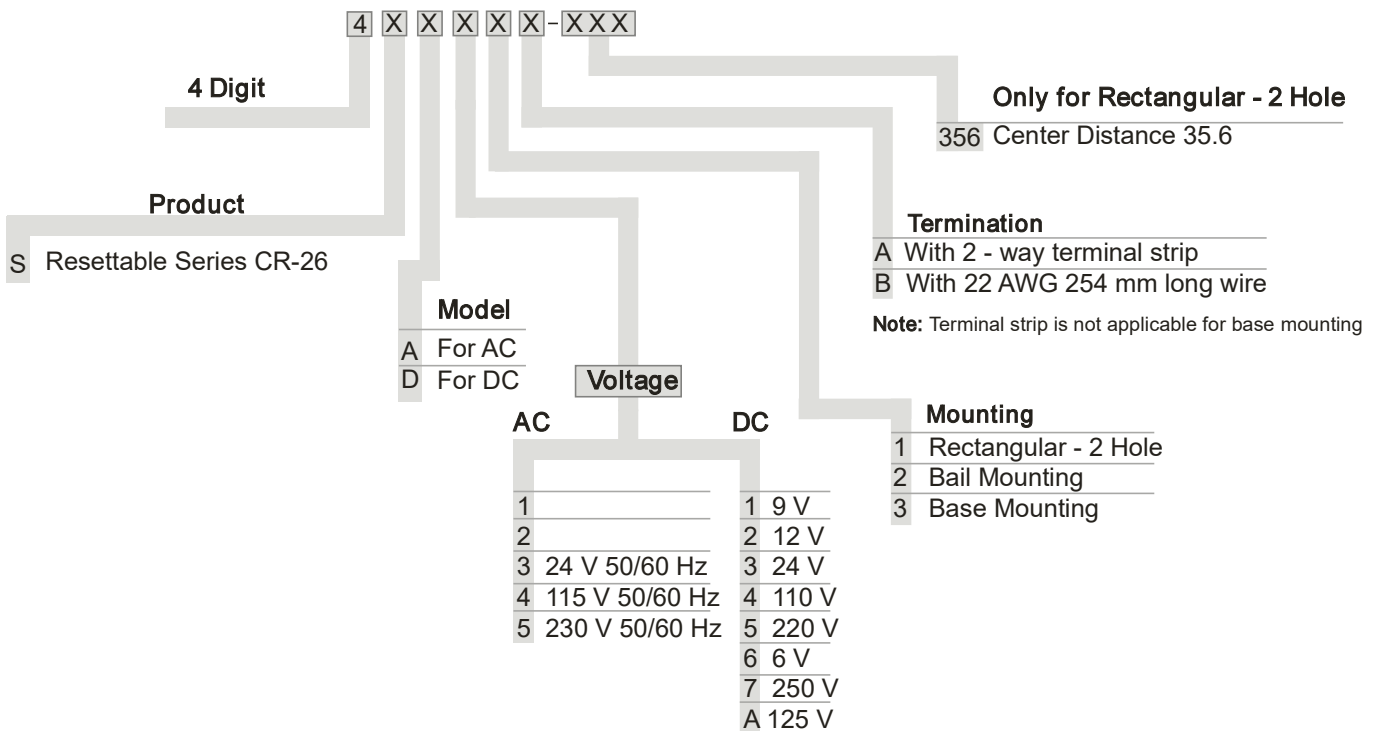 4 X X X X X - X X X
4 Digit
Only for Rectangular - 2 Hole
356 Center Distance 35.6
Product
S Resettable Series CR-26
Termination
A With 2 - way terminal strip
B With 22 AWG 254 mm long wire
Note: Terminal strip is not applicable for base mounting
Model
A For AC
D For DC
Voltage
AC
1
2
3 24 V 50/60 Hz
4 115 V 50/60 Hz
5 230 V 50/60 Hz
DC
1 9 V
2 12 V
3 24 V
4 110 V
5 220 V
6 6 V
7 250 V
A 125 V
Mounting
1 Rectangular - 2 Hole
2 Bail Mounting
3 Base Mounting